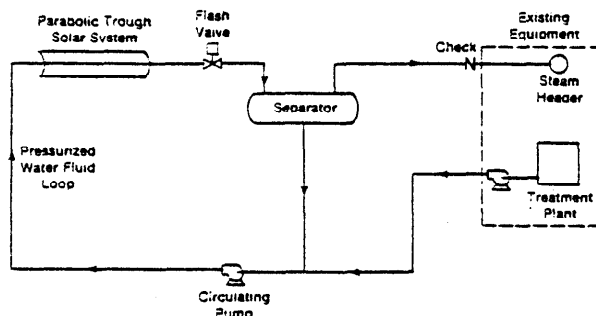 Parabolic Trough
Solar System
Flash
Valve
Existing
Equipment
Check
Steam
Header
Separator
Pressurized
Water Fluid
Loop
Treatment
Plant
Circulating
Pump